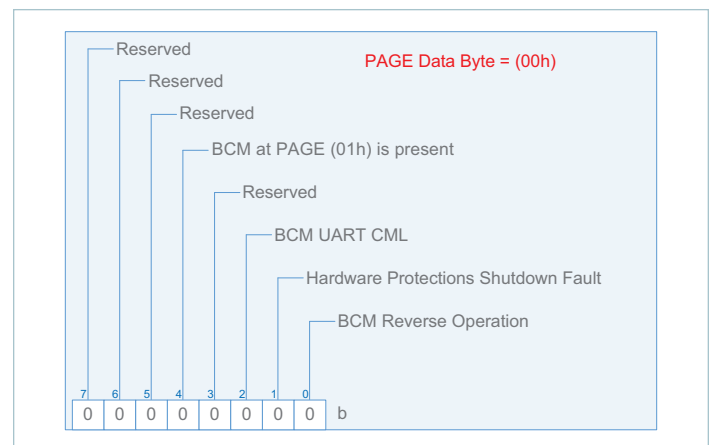 Reserved
PAGE Data Byte = (00h)
Reserved
Reserved
BCM at PAGE (01h) is present
Reserved
BCM UART CML
Hardware Protections Shutdown Fault
BCM Reverse Operation
7 6 5 4 3 2 1 0
0 0 0 0 0 0 0 0 b